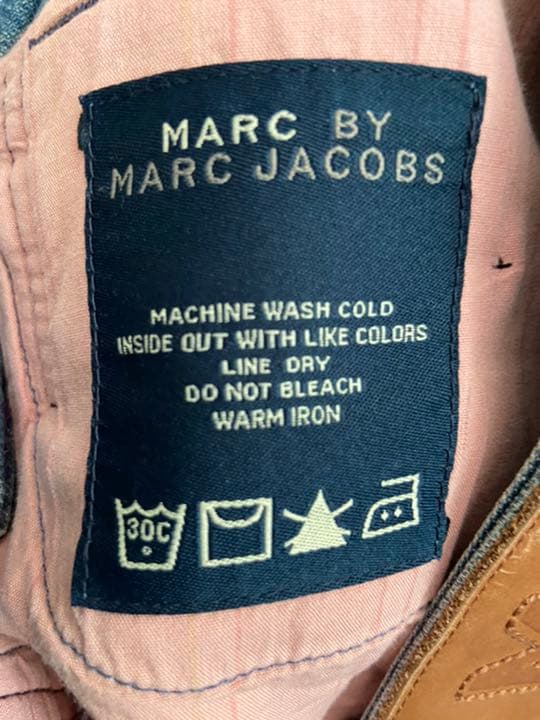 MARC BY
MARC JACOBS
MACHINE WASH COLD
INSIDE OUT WITH LIKE COLORS
LINE DRY
DO NOT BLEACH
WARM IRON
30C